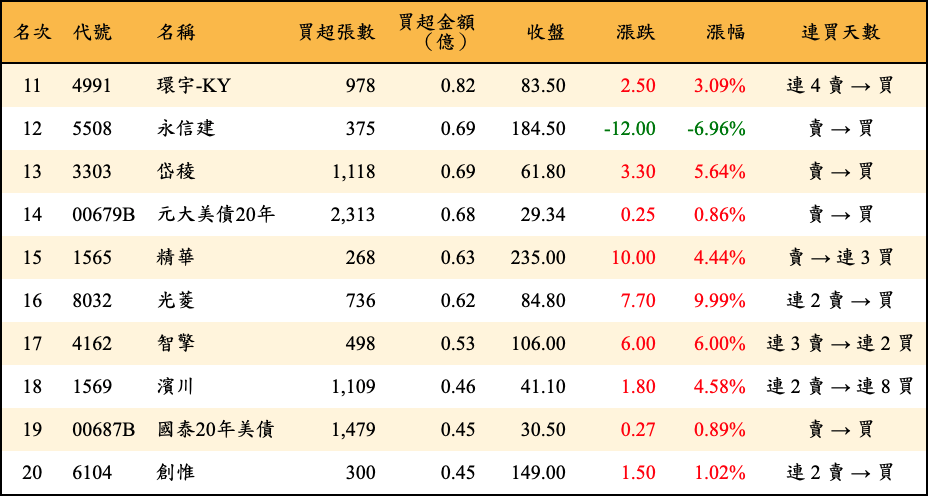 名次 代號 名稱 買超張數 買超金額（億） 收盤 漲跌 漲幅 連買天數
11 4991 環宇-KY 978 0.82 83.50 2.50 3.09% 連 4 賣 → 買
12 5508 永信建 375 0.69 184.50 -12.00 -6.96% 賣 → 買
13 3303 岱稜 1,118 0.69 61.80 3.30 5.64% 賣 → 買
14 00679B 元大美債20年 2,313 0.68 29.34 0.25 0.86% 賣 → 買
15 1565 精華 268 0.63 235.00 10.00 4.44% 賣 → 連 3 買
16 8032 光菱 736 0.62 84.80 7.70 9.99% 連 2 賣 → 買
17 4162 智擎 498 0.53 106.00 6.00 6.00% 連 3 賣 → 連 2 買
18 1569 濱川 1,109 0.46 41.10 1.80 4.58% 連 2 賣 → 連 8 買
19 00687B 國泰20年美債 1,479 0.45 30.50 0.27 0.89% 賣 → 買
20 6104 創惟 300 0.45 149.00 1.50 1.02% 連 2 賣 → 買